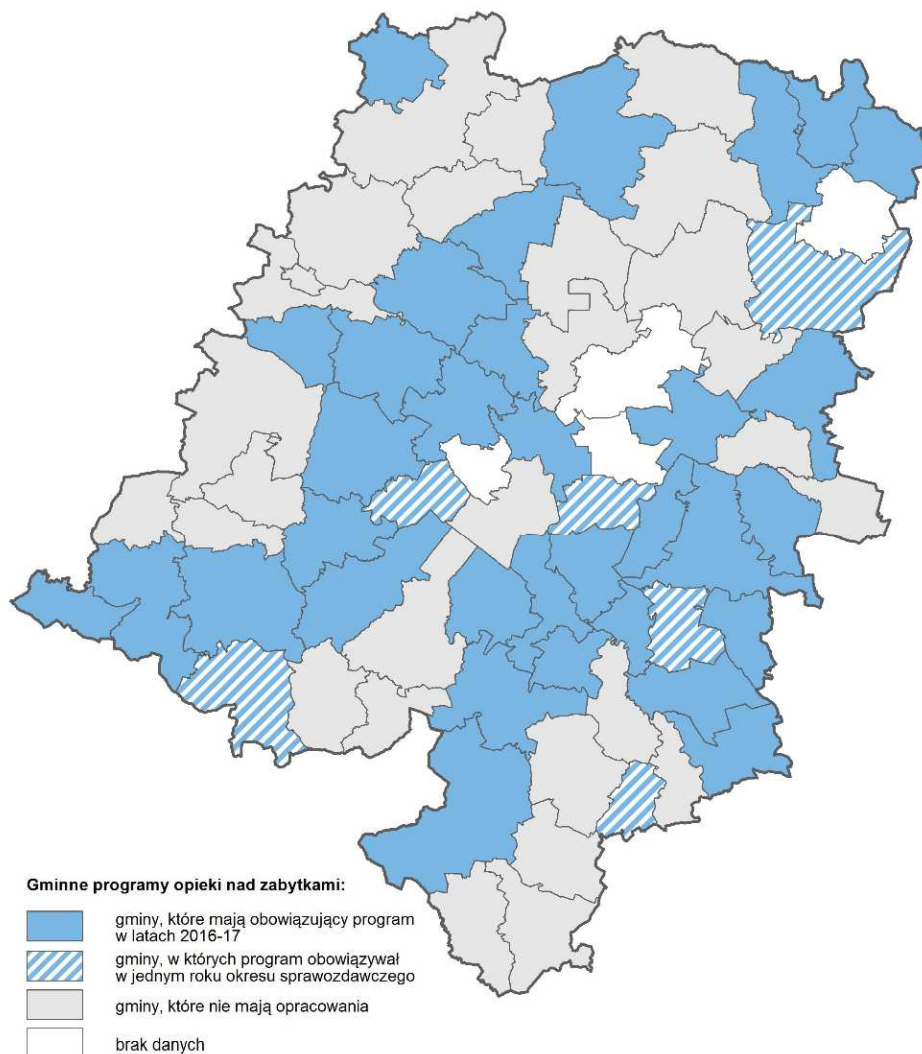 Gminne programy opieki nad zabytkami:
gminy, które mają obowiązujący program
w latach 2016-17
gminy, w których program obowiązywał
w jednym roku okresu sprawozdawczego
gminy, które nie mają opracowania
brak danych